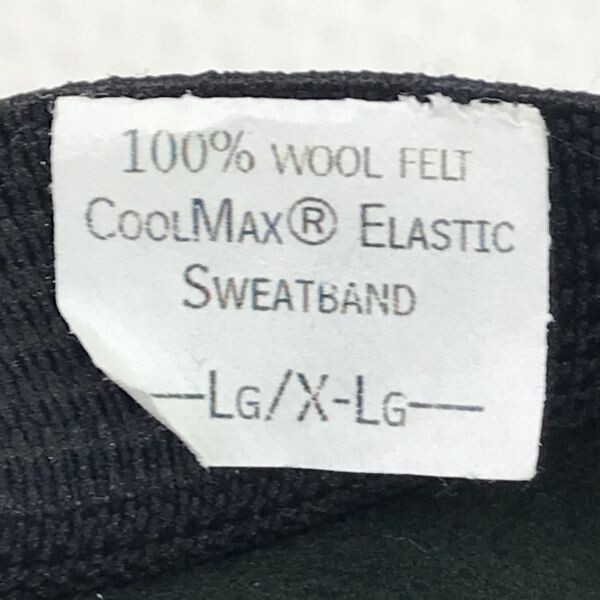 100% WOOL FELT
COOLMAX® ELASTIC
SWEATBAND
—LG/X-LG—